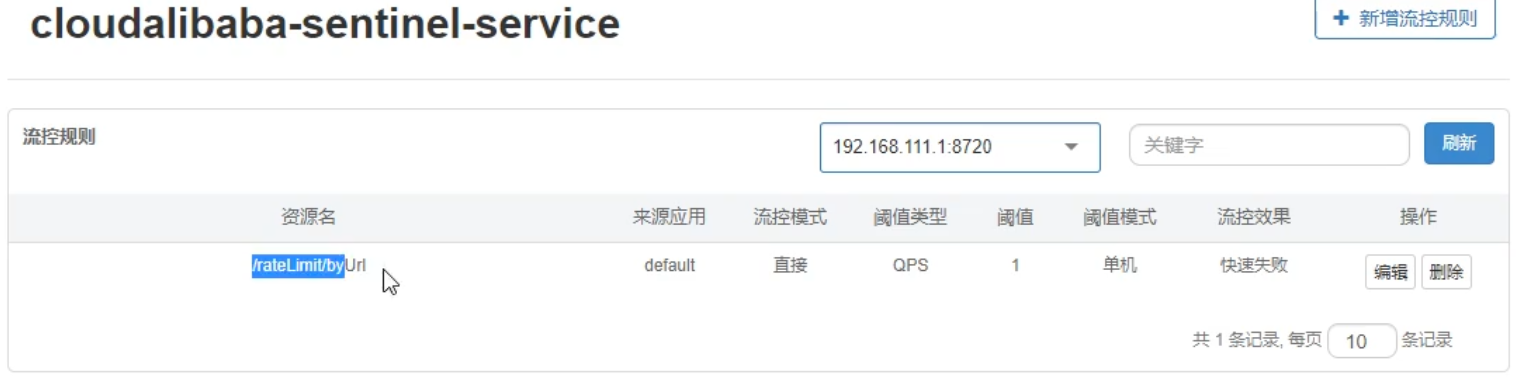 cloudalibaba-sentinel-service
+ 新增流控规则
流控规则
192.168.111.1:8720
关键字
刷新
资源名 来源应用 流控模式 阈值类型 阈值 阈值模式 流控效果 操作
/rateLimit/byUrl default 直接 QPS 1 单机 快速失败 编辑 删除
共 1 条记录, 每页 10 条记录